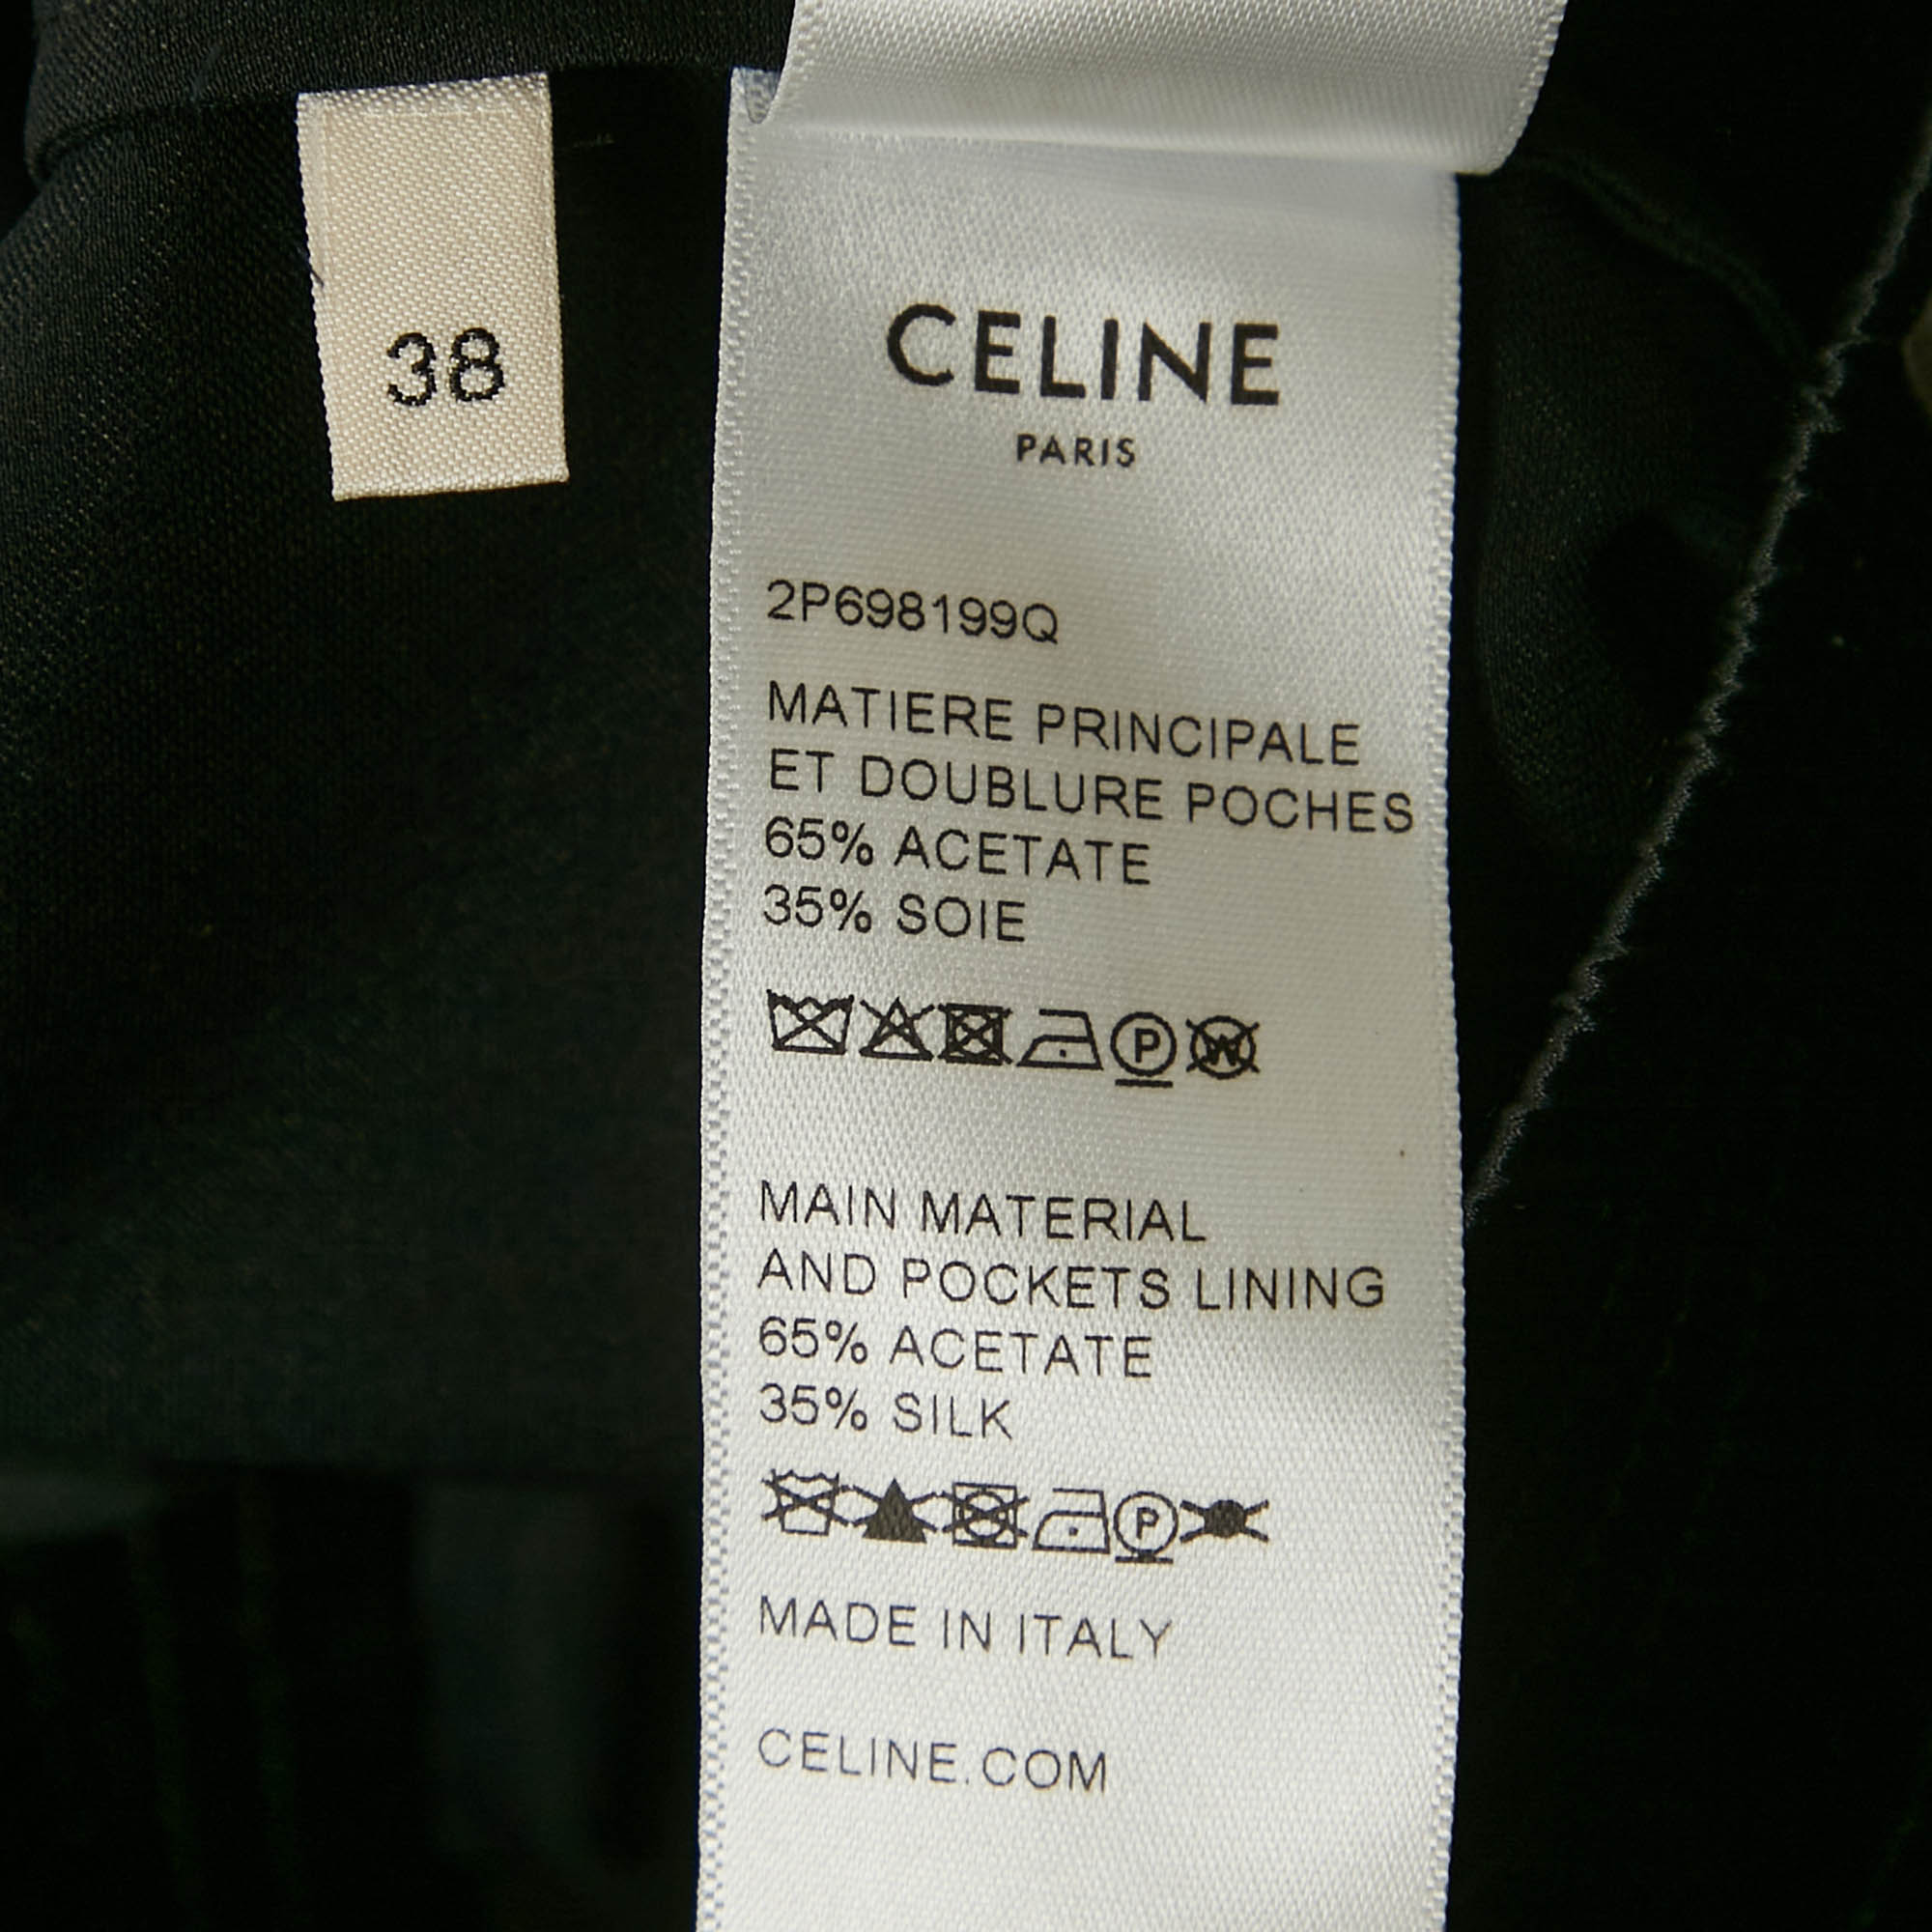 38
CELINE
PARIS
2P698199Q
MATIERE PRINCIPALE
ET DOUBLURE POCHES
65% ACETATE
35% SOIE
P W
MAIN MATERIAL
AND POCKETS LINING
65% ACETATE
35% SILK
P
MADE IN ITALY
CELINE.COM